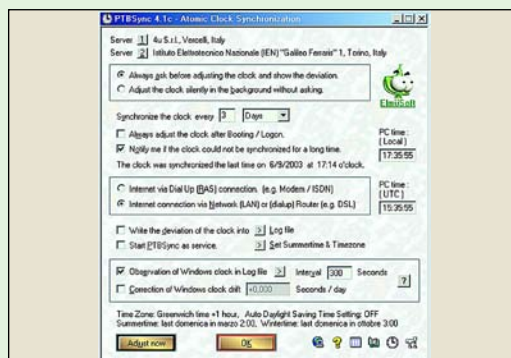 PTBSync 4.1c - Atomic Clock Synchronization
Server 1 4u S.r.l., Vercelli, Italy
Server 2 Istituto Elettrotecnico Nazionale (IEN) "Galileo Ferraris" 1, Torino, Italy
Always ask before adjusting the clock and show the deviation.
Adjust the clock silently in the background without asking.
ElmüSoft
Synchronize the clock every 3 Days
Always adjust the clock after Booting / Logon.
Notify me if the clock could not be synchronized for a long time.
The clock was synchronized the last time on 6/9/2003 at 17:14 o'clock.
PC time :
(Local)
17:35:55
Internet via Dial Up (RAS) connection. (e.g. Modem / ISDN)
Internet connection via Network (LAN) or (dialup) Router (e.g. DSL)
PC time :
(UTC)
15:35:55
Write the deviation of the clock into > Log file
Start PTBSync as service. > Set Summertime & Timezone
Observation of Windows clock in Log file > Interval 300 Seconds
Correction of Windows clock drift +0,000 Seconds / day
?
Time Zone: Greenwich time +1 hour, Auto Daylight Saving Time Setting: OFF
Summertime: last domenica in marzo 2:00, Wintertime: last domenica in ottobre 3:00
Adjust now OK